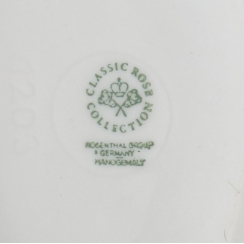 CLASSIC ROSE
COLLECTION
ROSENTHAL GROUP
GERMANY
HANDGEMALT